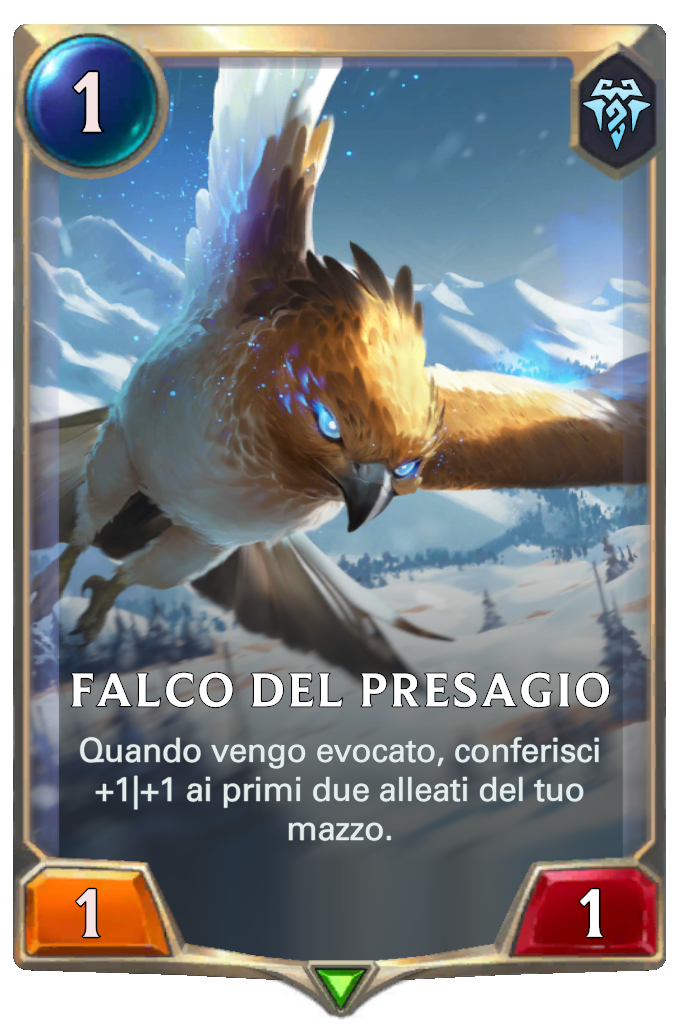 1
FALCO DEL PRESAGIO
Quando vengo evocato, conferisci
+1|+1 ai primi due alleati del tuo
mazzo.
1
1